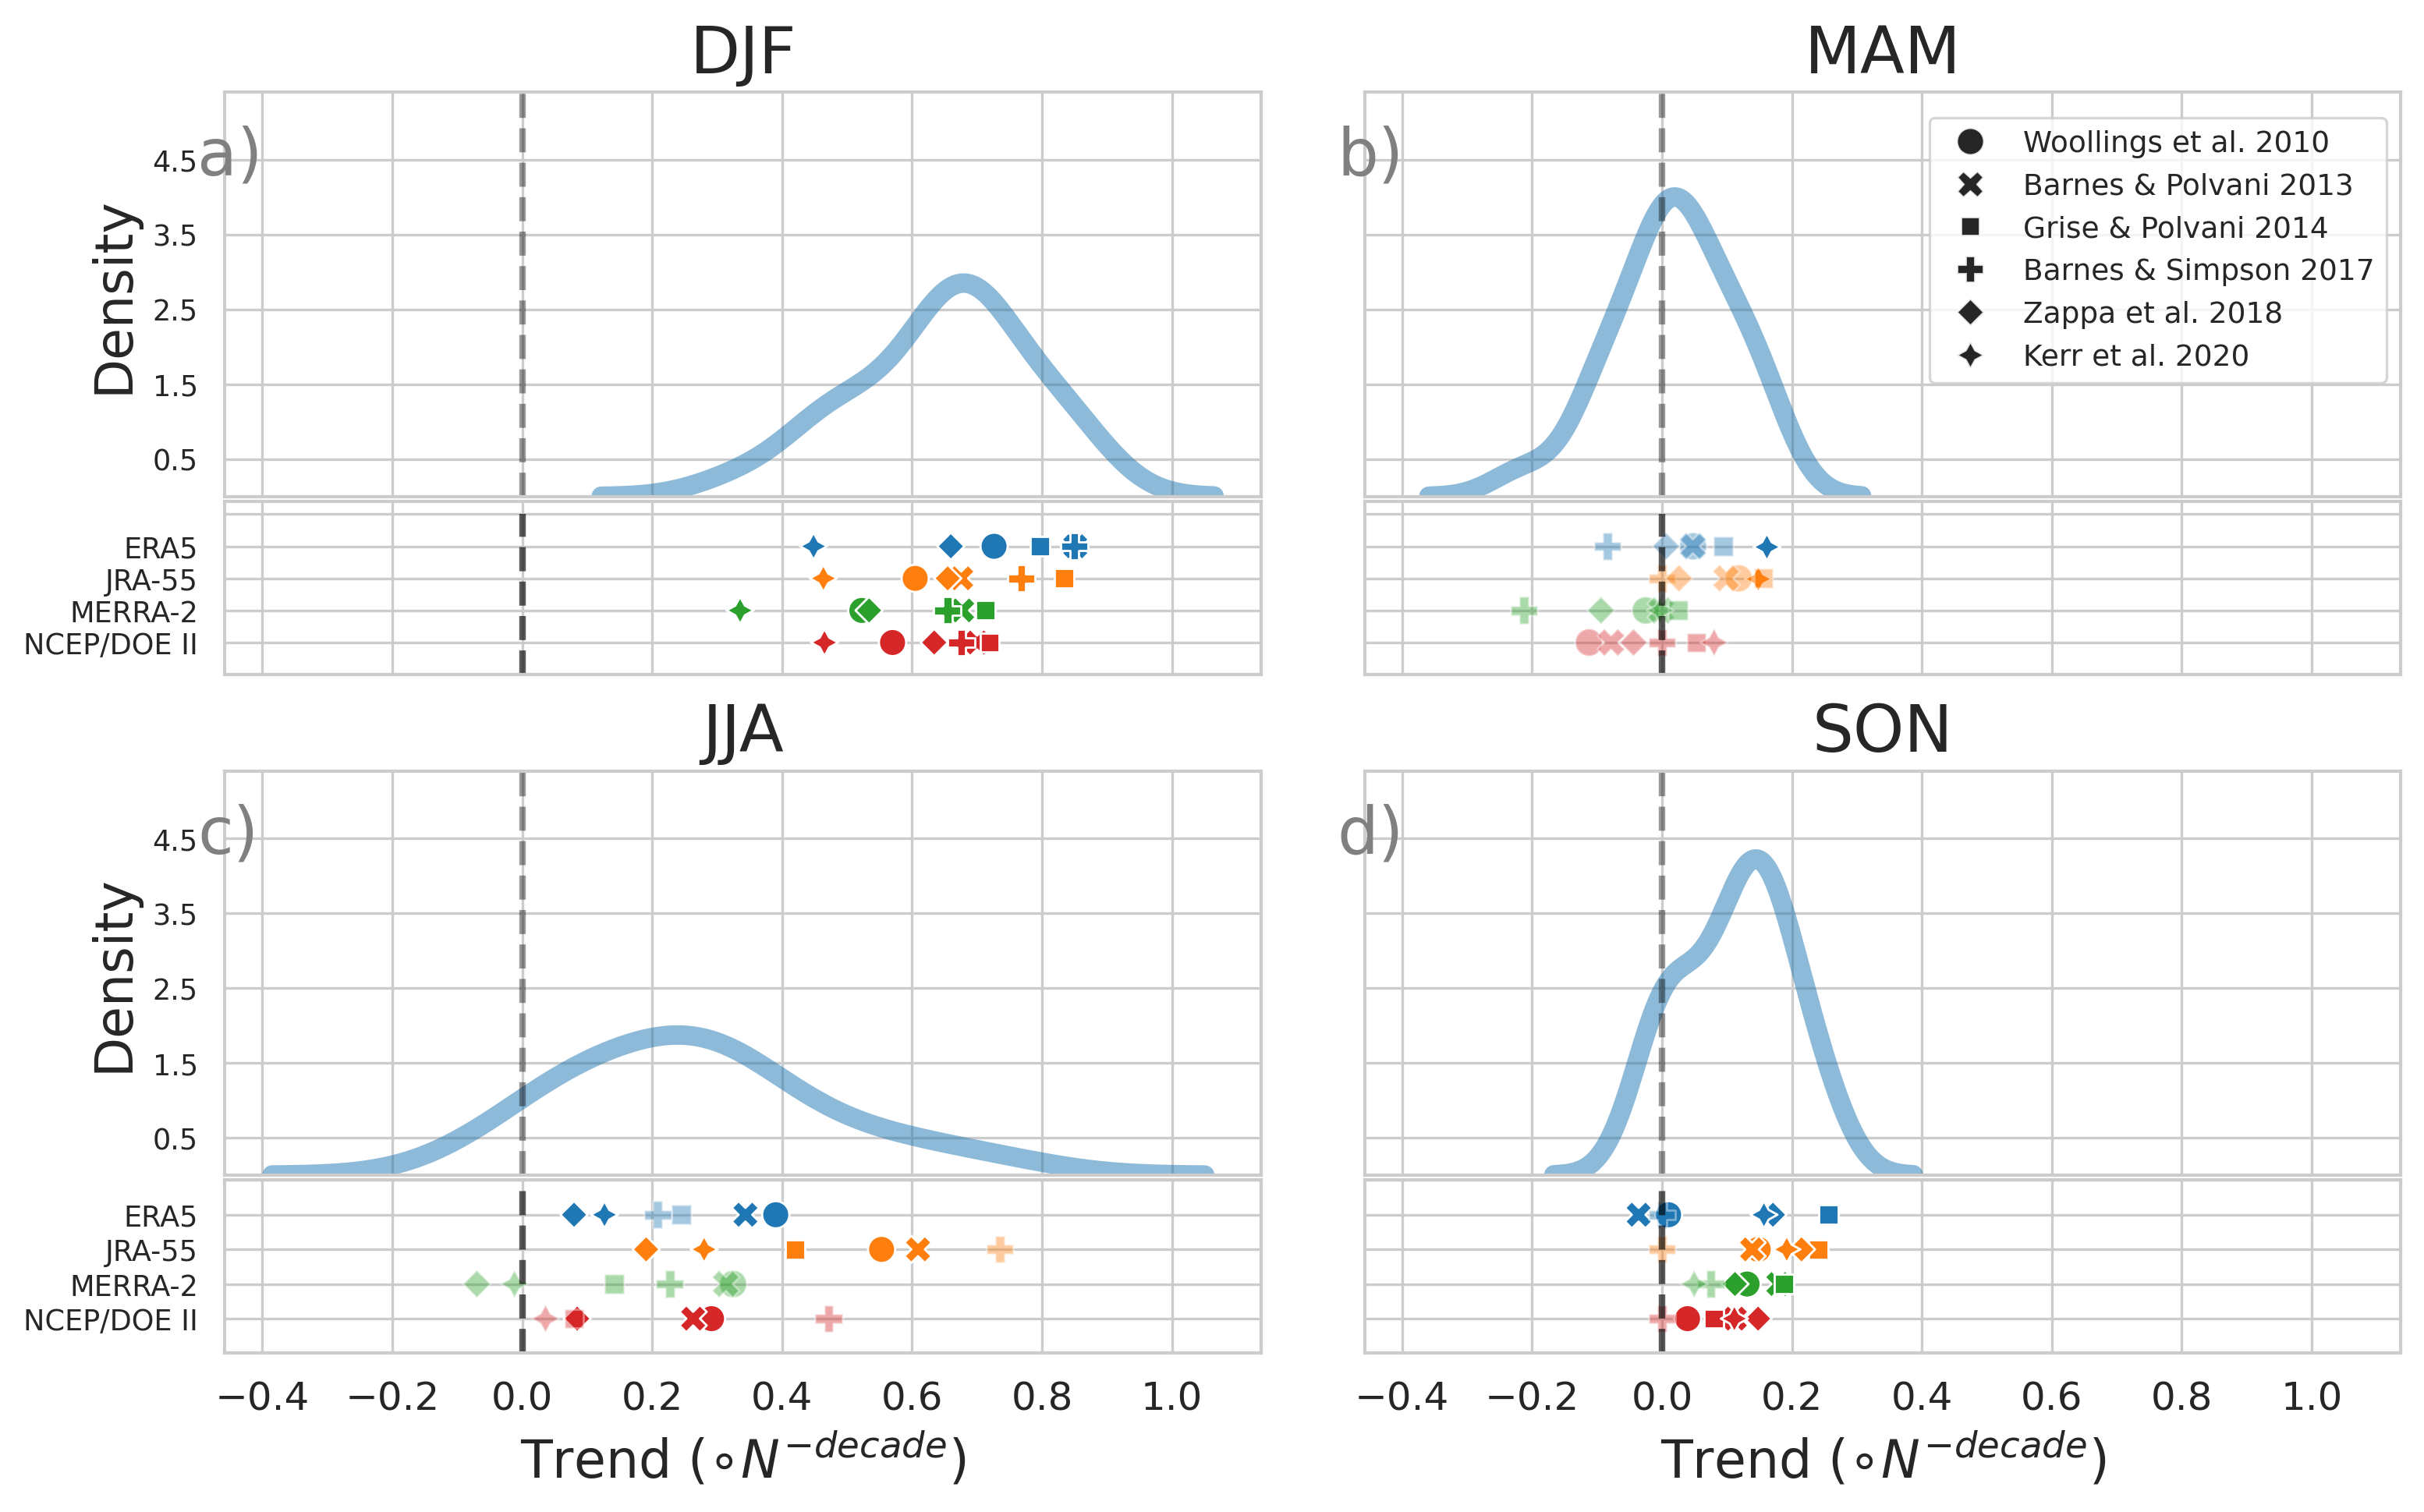 DJF
MAM
a)
b)
Density
4.5
3.5
2.5
1.5
0.5
Woollings et al. 2010
Barnes & Polvani 2013
Grise & Polvani 2014
Barnes & Simpson 2017
Zappa et al. 2018
Kerr et al. 2020
ERA5
JRA-55
MERRA-2
NCEP/DOE II
JJA
SON
c)
d)
Density
4.5
3.5
2.5
1.5
0.5
ERA5
JRA-55
MERRA-2
NCEP/DOE II
−0.4 −0.2 0.0 0.2 0.4 0.6 0.8 1.0
−0.4 −0.2 0.0 0.2 0.4 0.6 0.8 1.0
Trend (∘N^−decade)
Trend (∘N^−decade)